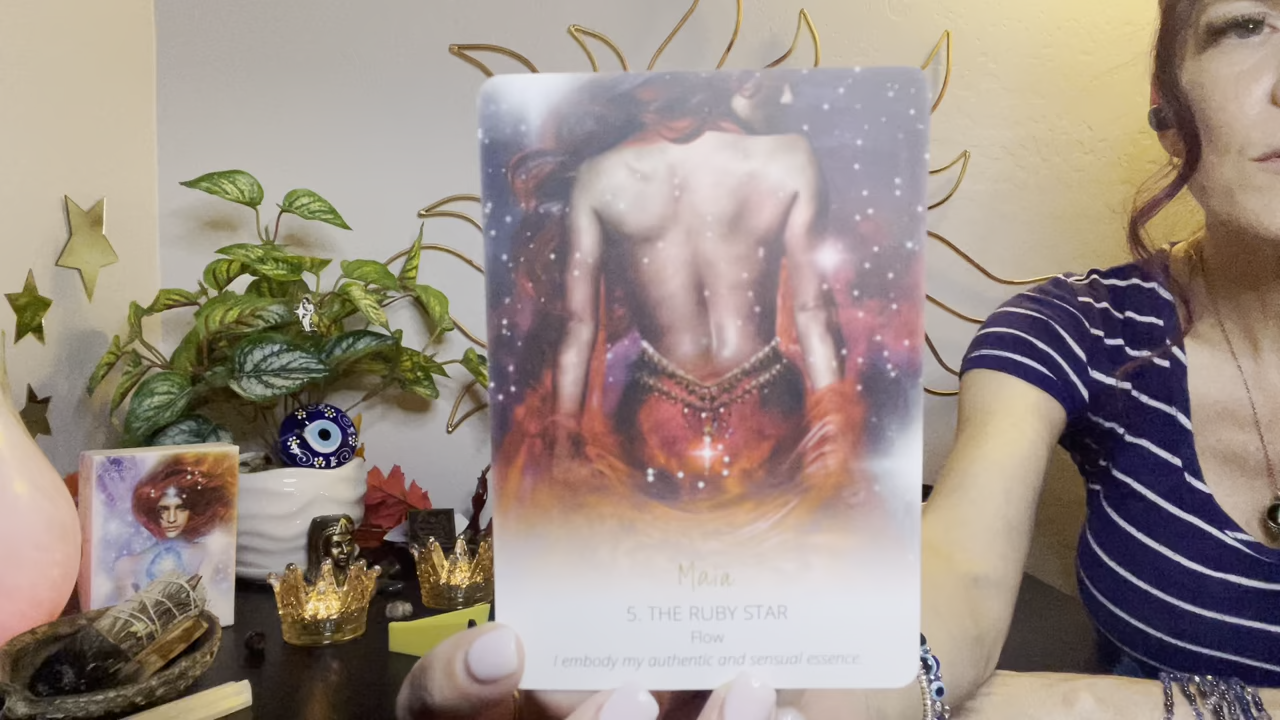 Maia
5. THE RUBY STAR
Flow
I embody my authentic and sensual essence